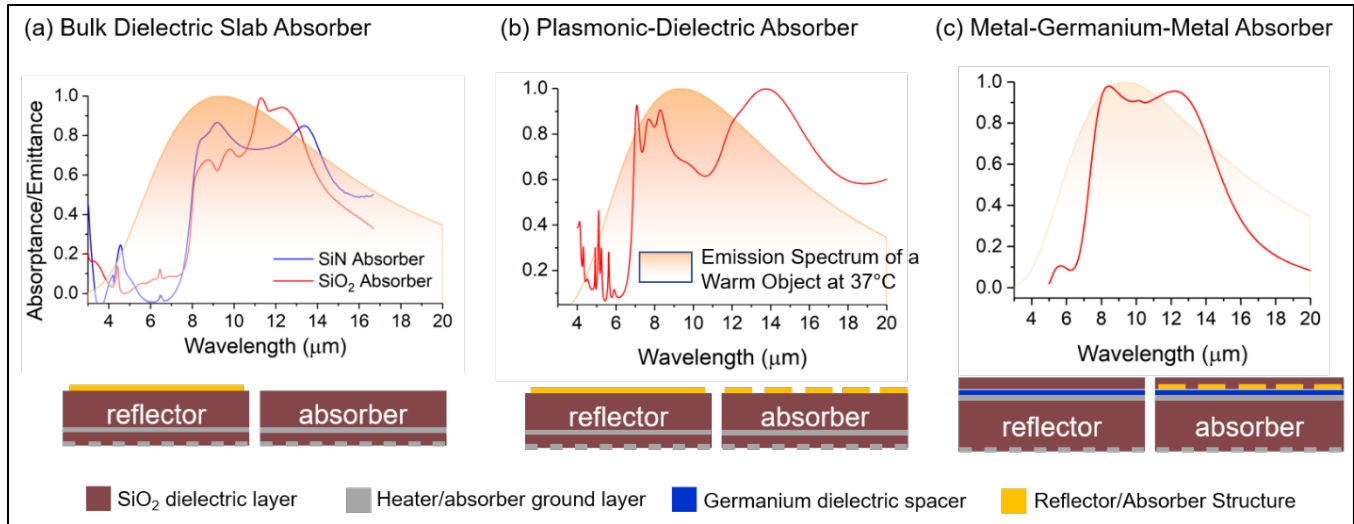 (a) Bulk Dielectric Slab Absorber
1.0
0.8
0.6
0.4
0.2
0.0
Absorptance/Emittance
SiN Absorber
SiO₂ Absorber
4 6 8 10 12 14 16 18 20
Wavelength (μm)
reflector absorber
(b) Plasmonic-Dielectric Absorber
1.0
0.8
0.6
0.4
0.2
Emission Spectrum of a
Warm Object at 37°C
4 6 8 10 12 14 16 18 20
Wavelength (μm)
reflector absorber
(c) Metal-Germanium-Metal Absorber
1.0
0.8
0.6
0.4
0.2
0.0
4 6 8 10 12 14 16 18 20
Wavelength (μm)
reflector absorber
SiO₂ dielectric layer
Heater/absorber ground layer
Germanium dielectric spacer
Reflector/Absorber Structure